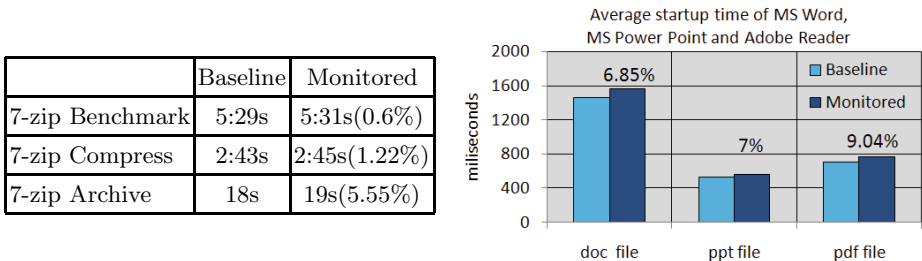 Baseline Monitored
7-zip Benchmark 5:29s 5:31s(0.6%)
7-zip Compress 2:43s 2:45s(1.22%)
7-zip Archive 18s 19s(5.55%)
Average startup time of MS Word,
MS Power Point and Adobe Reader
miliseconds
2000
1600
1200
800
400
0
6.85%
7%
9.04%
Baseline
Monitored
doc file
ppt file
pdf file